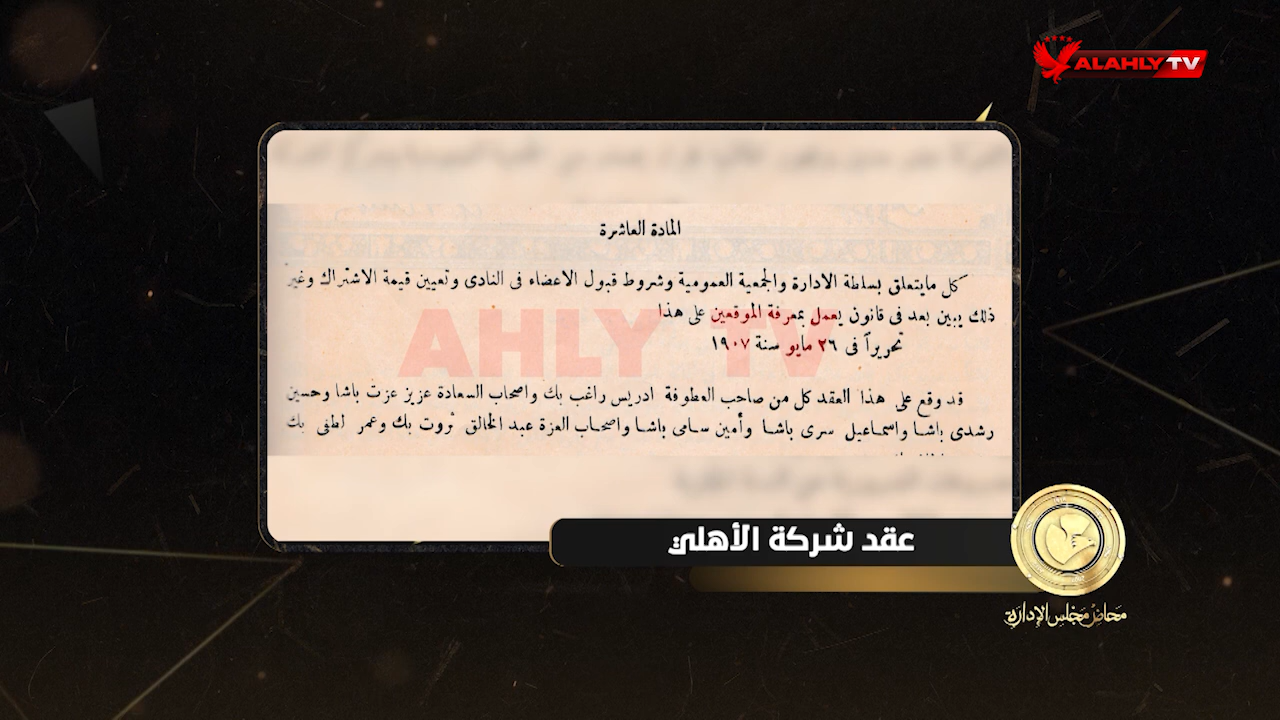 ALAHLY TV
المادة العاشرة
كل مايتعلق بسلطة الادارة والجمعية العمومية وشروط قبول الاعضاء فى النادى وتعيين قيمة الاشتراك وغير
ذلك يبين بعد فى قانون يعمل بمعرفة الموقعين على هذا
تحريراً فى ٢٦ مايو سنة ١٩٠٧
قد وقع على هذا العقد كل من صاحب العطوفة ادريس راغب بك واصحاب السعادة عزيز عزت باشا وحسين
رشدى باشا واسماعيل سرى باشا وأمين سامى باشا واصحاب العزة عبد الخالق ثروت بك وعمر لطفى بك
AHLY TV
عقد شركة الأهلي
محاضر مجلس الإدارة